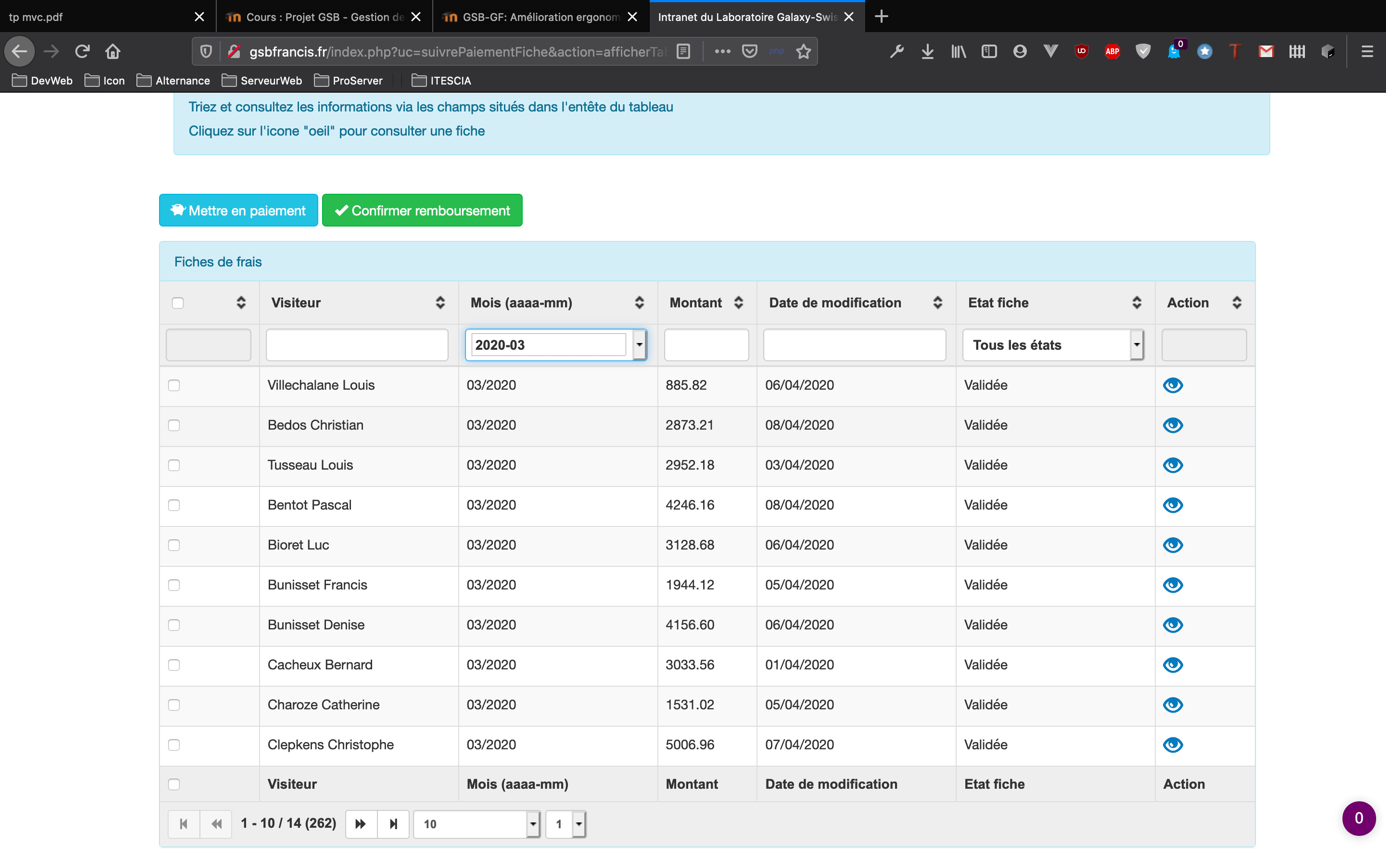 tp mvc.pdf
Cours : Projet GSB - Gestion de
GSB-GF: Amélioration ergonom
Intranet du Laboratoire Galaxy-Swis
gsbfrancis.fr/index.php?uc=suivrePaiementFiche&action=afficherTab
DevWeb Icon Alternance ServeurWeb ProServer ITESCIA
Triez et consultez les informations via les champs situés dans l'entête du tableau
Cliquez sur l'icone "oeil" pour consulter une fiche
Mettre en paiement Confirmer remboursement
Fiches de frais
Visiteur Mois (aaaa-mm) Montant Date de modification Etat fiche Action
2020-03 Tous les états
Villechalane Louis 03/2020 885.82 06/04/2020 Validée
Bedos Christian 03/2020 2873.21 08/04/2020 Validée
Tusseau Louis 03/2020 2952.18 03/04/2020 Validée
Bentot Pascal 03/2020 4246.16 08/04/2020 Validée
Bioret Luc 03/2020 3128.68 06/04/2020 Validée
Bunisset Francis 03/2020 1944.12 05/04/2020 Validée
Bunisset Denise 03/2020 4156.60 06/04/2020 Validée
Cacheux Bernard 03/2020 3033.56 01/04/2020 Validée
Charoze Catherine 03/2020 1531.02 05/04/2020 Validée
Clepkens Christophe 03/2020 5006.96 07/04/2020 Validée
Visiteur Mois (aaaa-mm) Montant Date de modification Etat fiche Action
1 - 10 / 14 (262) 10 1
0